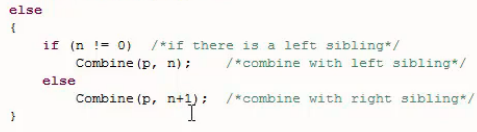 else
{
if (n != 0) /*if there is a left sibling*/
Combine(p, n); /*combine with left sibling*/
else
Combine(p, n+1); /*combine with right sibling*/
}